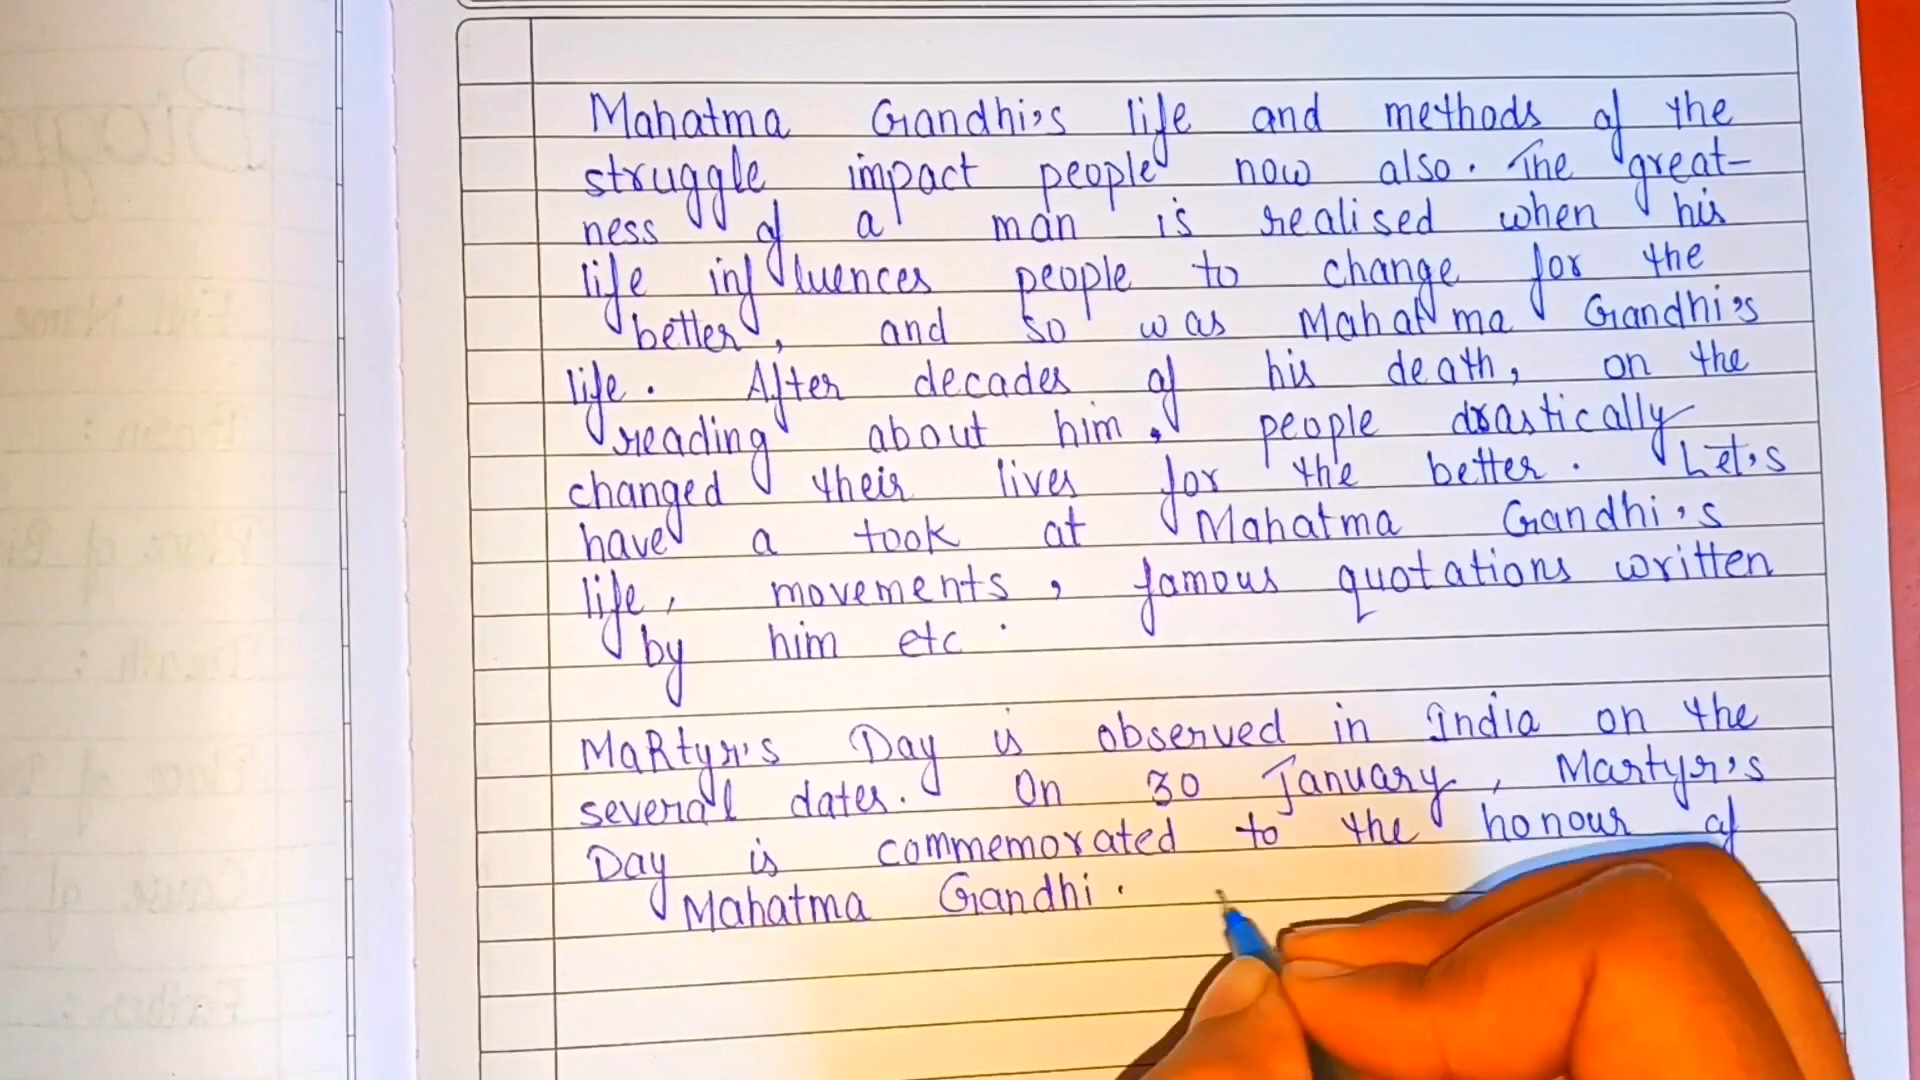 Mahatma Gandhi's life and methods of the
struggle impact people now also. The great-
ness of a man is realised when his
life influences people to change for the
better, and so was Mahatma Gandhi's
life. After decades of his death, on the
reading about him, people drastically
changed their lives for the better. Let's
have a took at Mahatma Gandhi's
life, movements, famous quotations written
by him etc.
MaRtyr's Day is observed in India on the
several dates. On 30 January, Martyr's
Day is commemorated to the honour of
Mahatma Gandhi.